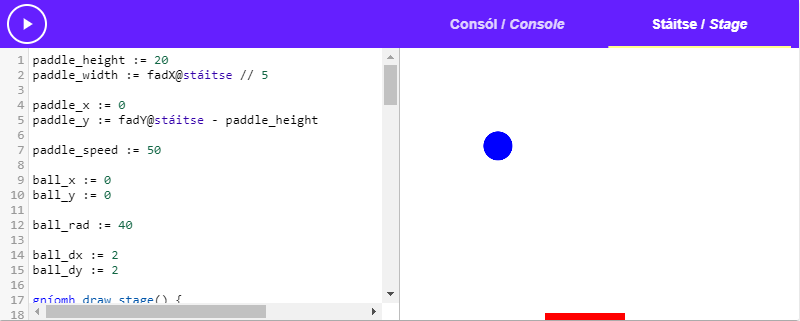 Consól / Console
Stáitse / Stage
1 paddle_height := 20
2 paddle_width := fadX@stáitse // 5
3
4 paddle_x := 0
5 paddle_y := fadY@stáitse - paddle_height
6
7 paddle_speed := 50
8
9 ball_x := 0
10 ball_y := 0
11
12 ball_rad := 40
13
14 ball_dx := 2
15 ball_dy := 2
16
17 gníomh draw_stage() {
18